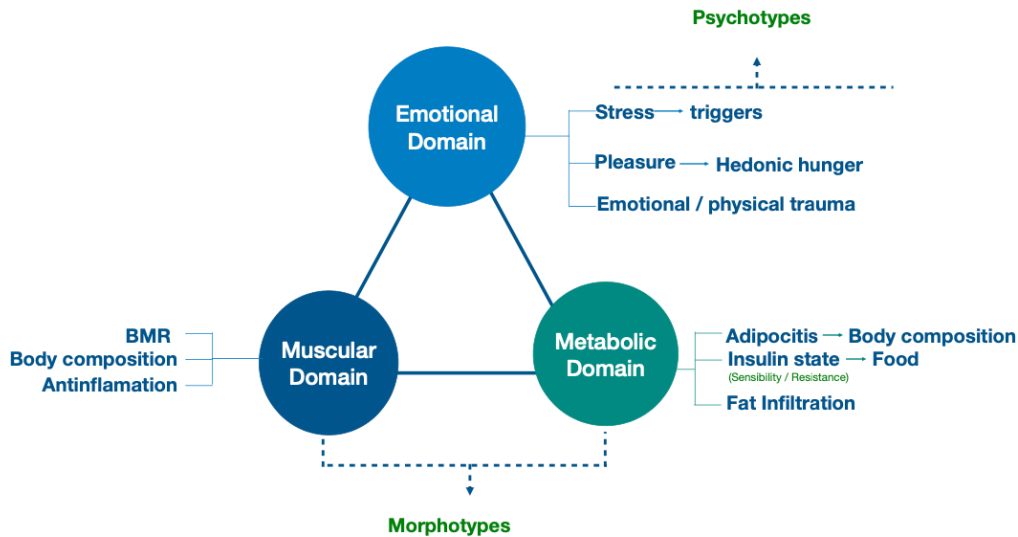 Psychotypes
Emotional
Domain
Stress triggers
Pleasure Hedonic hunger
Emotional / physical trauma
BMR
Body composition
Antinflamation
Muscular
Domain
Metabolic
Domain
Adipocitis Body composition
Insulin state Food
(Sensibility / Resistance)
Fat Infiltration
Morphotypes